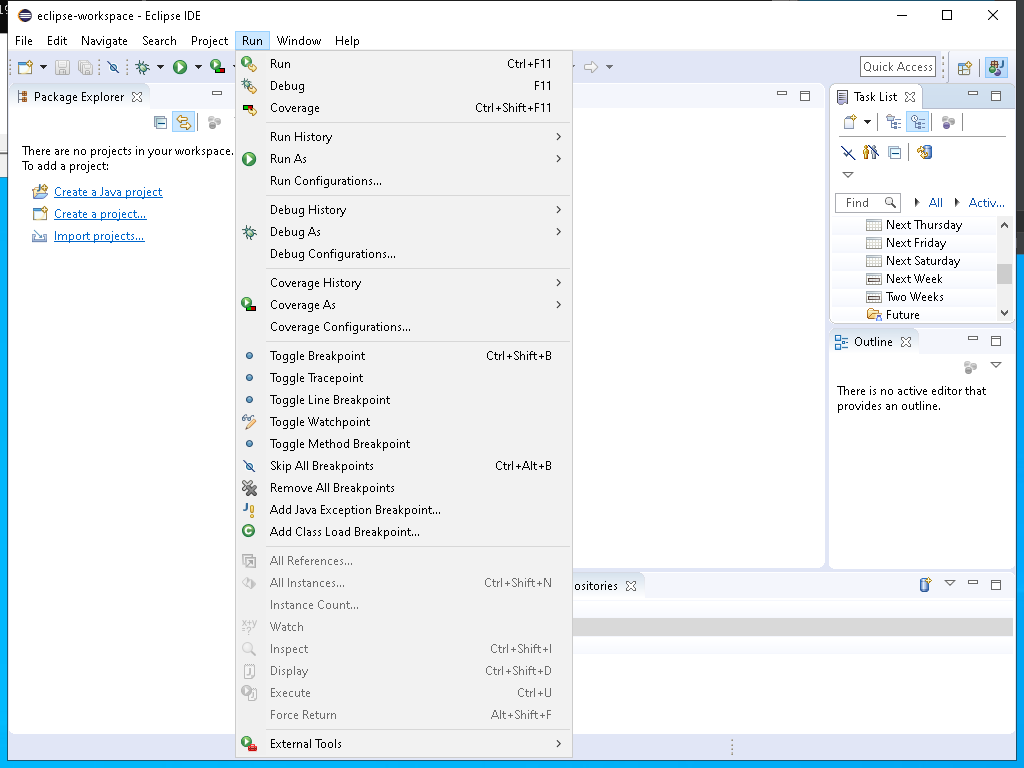 eclipse-workspace - Eclipse IDE
File Edit Navigate Search Project Run Window Help
Quick Access
Package Explorer
There are no projects in your workspace.
To add a project:
Create a Java project
Create a project...
Import projects...
Run Ctrl+F11
Debug F11
Coverage Ctrl+Shift+F11
Run History
Run As
Run Configurations...
Debug History
Debug As
Debug Configurations...
Coverage History
Coverage As
Coverage Configurations...
Toggle Breakpoint Ctrl+Shift+B
Toggle Tracepoint
Toggle Line Breakpoint
Toggle Watchpoint
Toggle Method Breakpoint
Skip All Breakpoints Ctrl+Alt+B
Remove All Breakpoints
Add Java Exception Breakpoint...
Add Class Load Breakpoint...
All References...
All Instances... Ctrl+Shift+N
Instance Count...
Watch
Inspect Ctrl+Shift+I
Display Ctrl+Shift+D
Execute Ctrl+U
Force Return Alt+Shift+F
External Tools
ositories
Task List
Find All Activ...
Next Thursday
Next Friday
Next Saturday
Next Week
Two Weeks
Future
Outline
There is no active editor that
provides an outline.